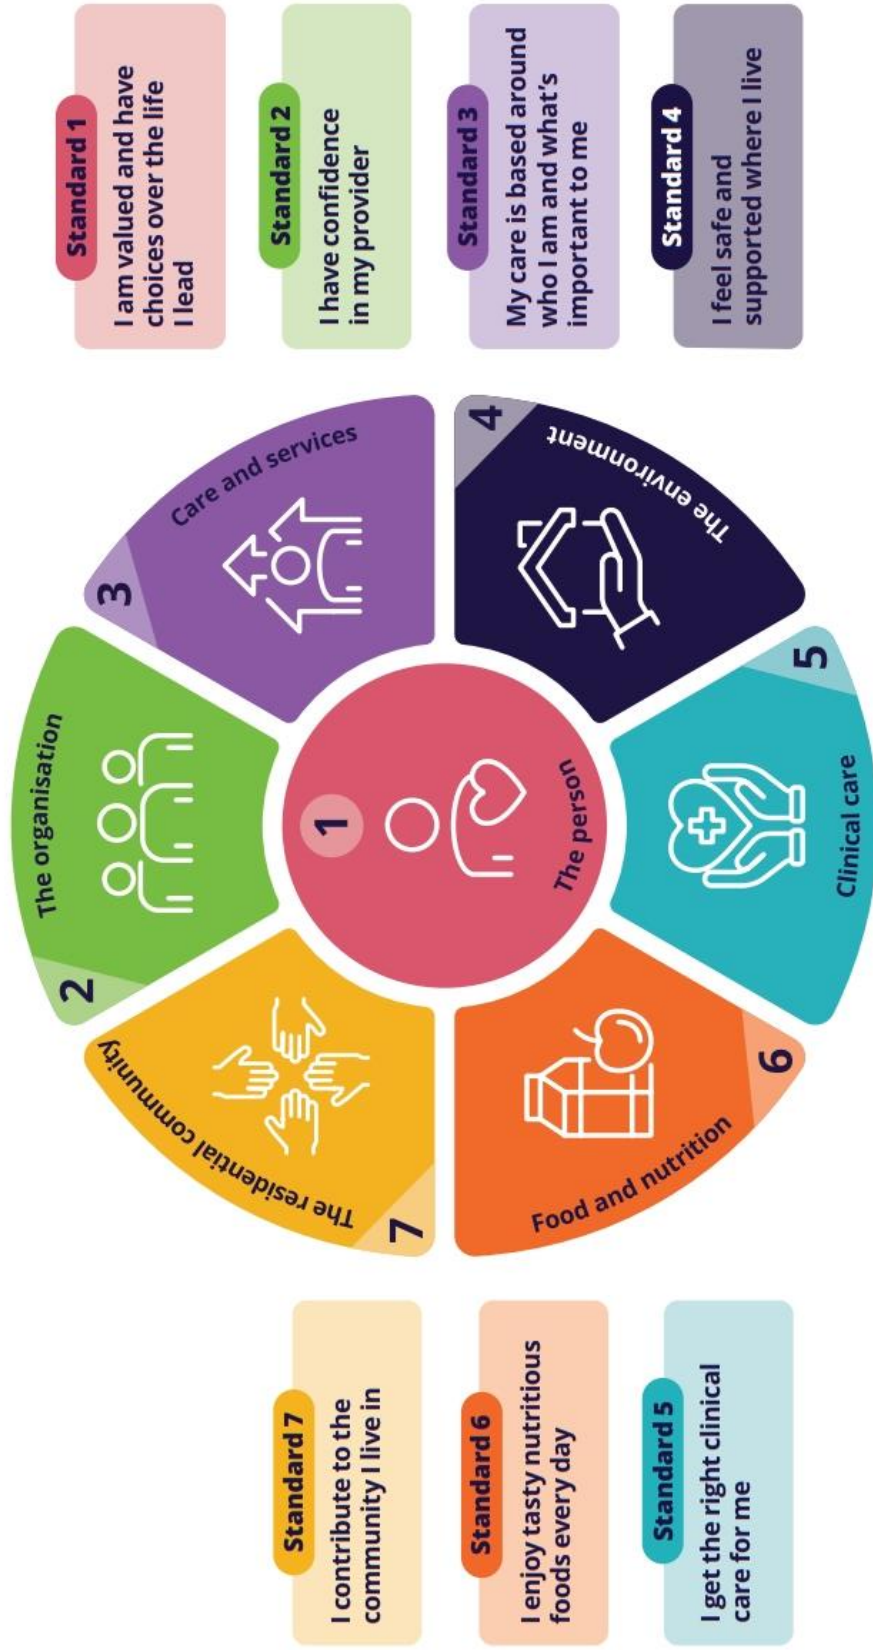 Standard 7
I contribute to the
community I live in
Standard 6
I enjoy tasty nutritious
foods every day
Standard 5
I get the right clinical
care for me
2
The organisation
3
Care and services
7
The residential community
1
The person
4
The environment
6
Food and nutrition
5
Clinical care
Standard 1
I am valued and have
choices over the life
I lead
Standard 2
I have confidence
in my provider
Standard 3
My care is based around
who I am and what's
important to me
Standard 4
I feel safe and
supported where I live